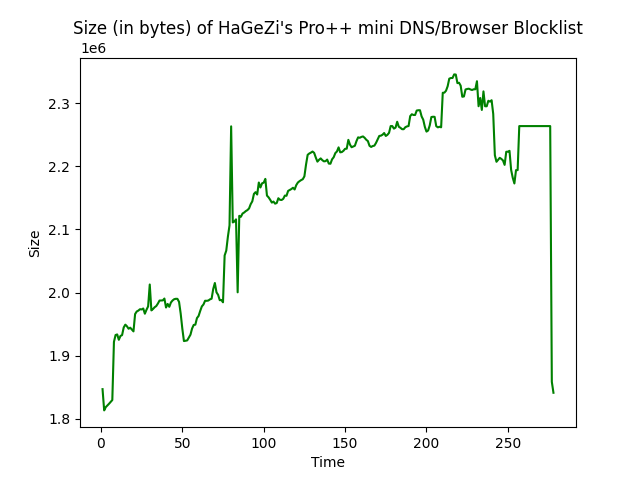 Size (in bytes) of HaGeZi's Pro++ mini DNS/Browser Blocklist
1e6
2.3
2.2
2.1
2.0
1.9
1.8
Size
0 50 100 150 200 250
Time